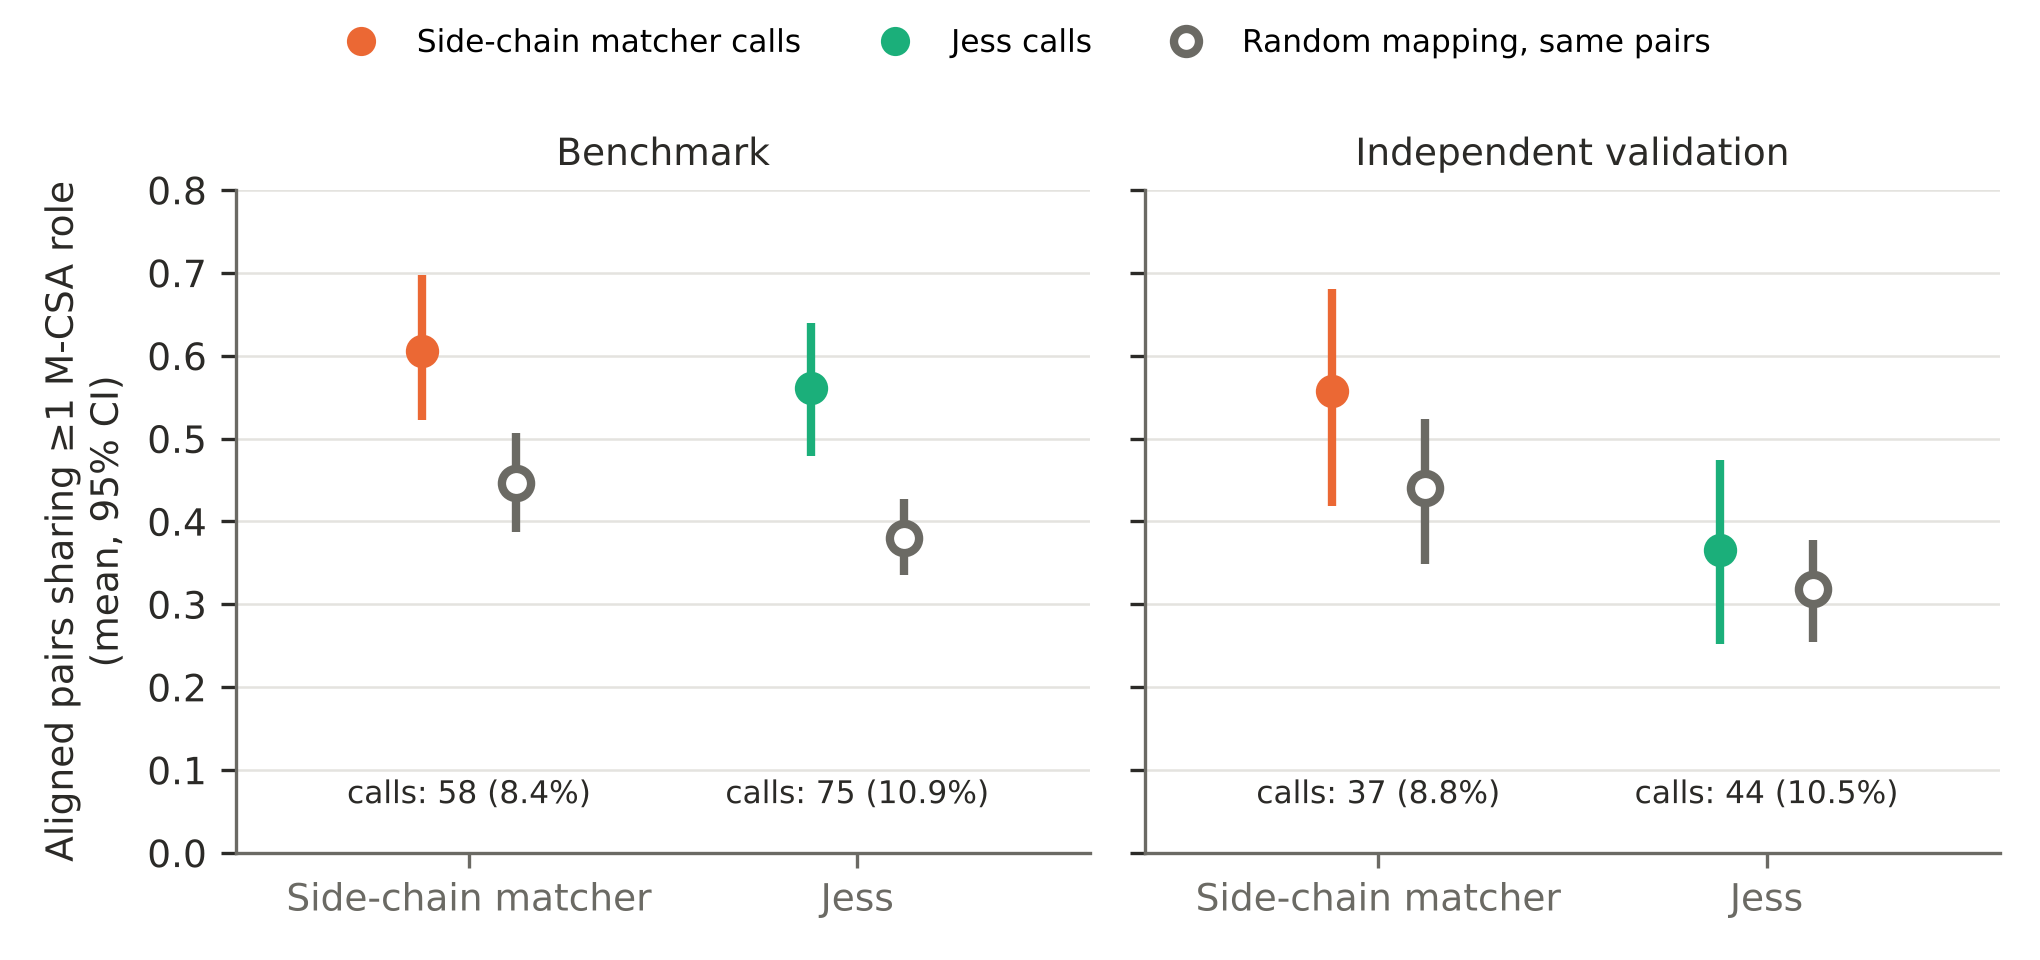 Side-chain matcher calls
Jess calls
Random mapping, same pairs
Benchmark
Independent validation
Aligned pairs sharing ≥1 M-CSA role
(mean, 95% CI)
0.8
0.7
0.6
0.5
0.4
0.3
0.2
0.1
0.0
calls: 58 (8.4%)
calls: 75 (10.9%)
calls: 37 (8.8%)
calls: 44 (10.5%)
Side-chain matcher
Jess
Side-chain matcher
Jess